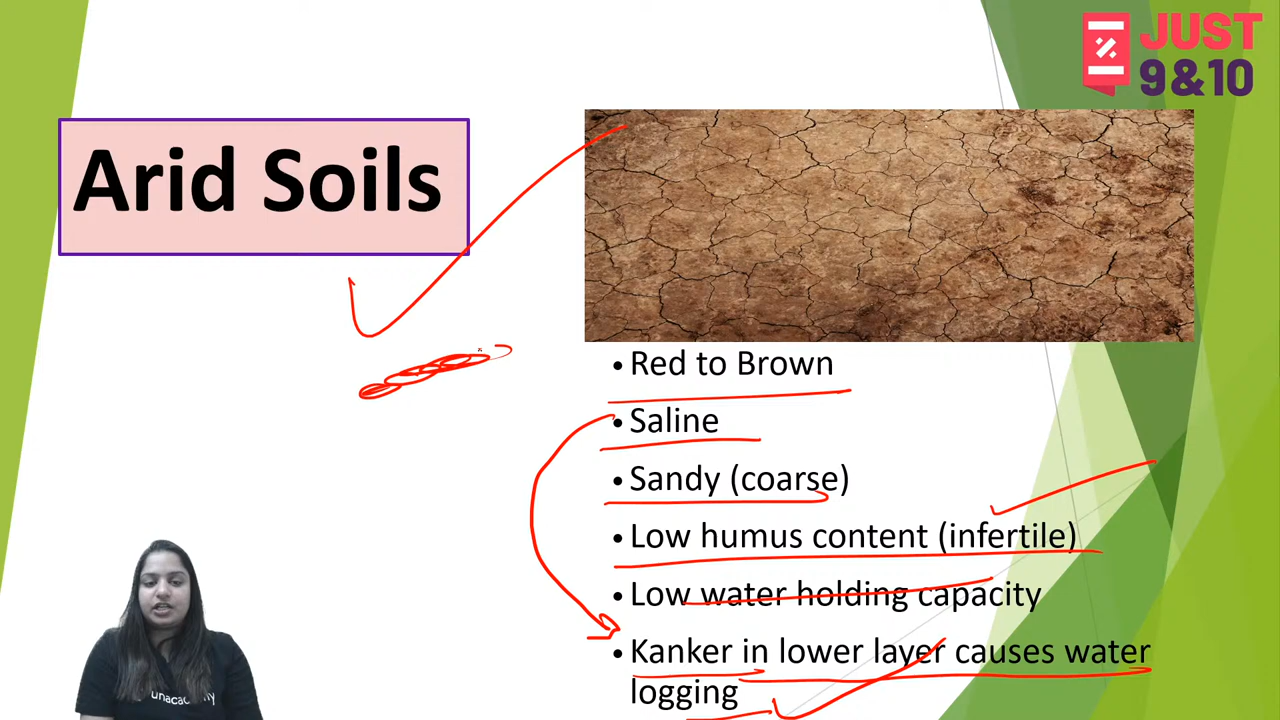 JUST
9&10
Arid Soils
• Red to Brown
• Saline
• Sandy (coarse)
• Low humus content (infertile)
• Low water holding capacity
• Kanker in lower layer causes water
logging
unacademy